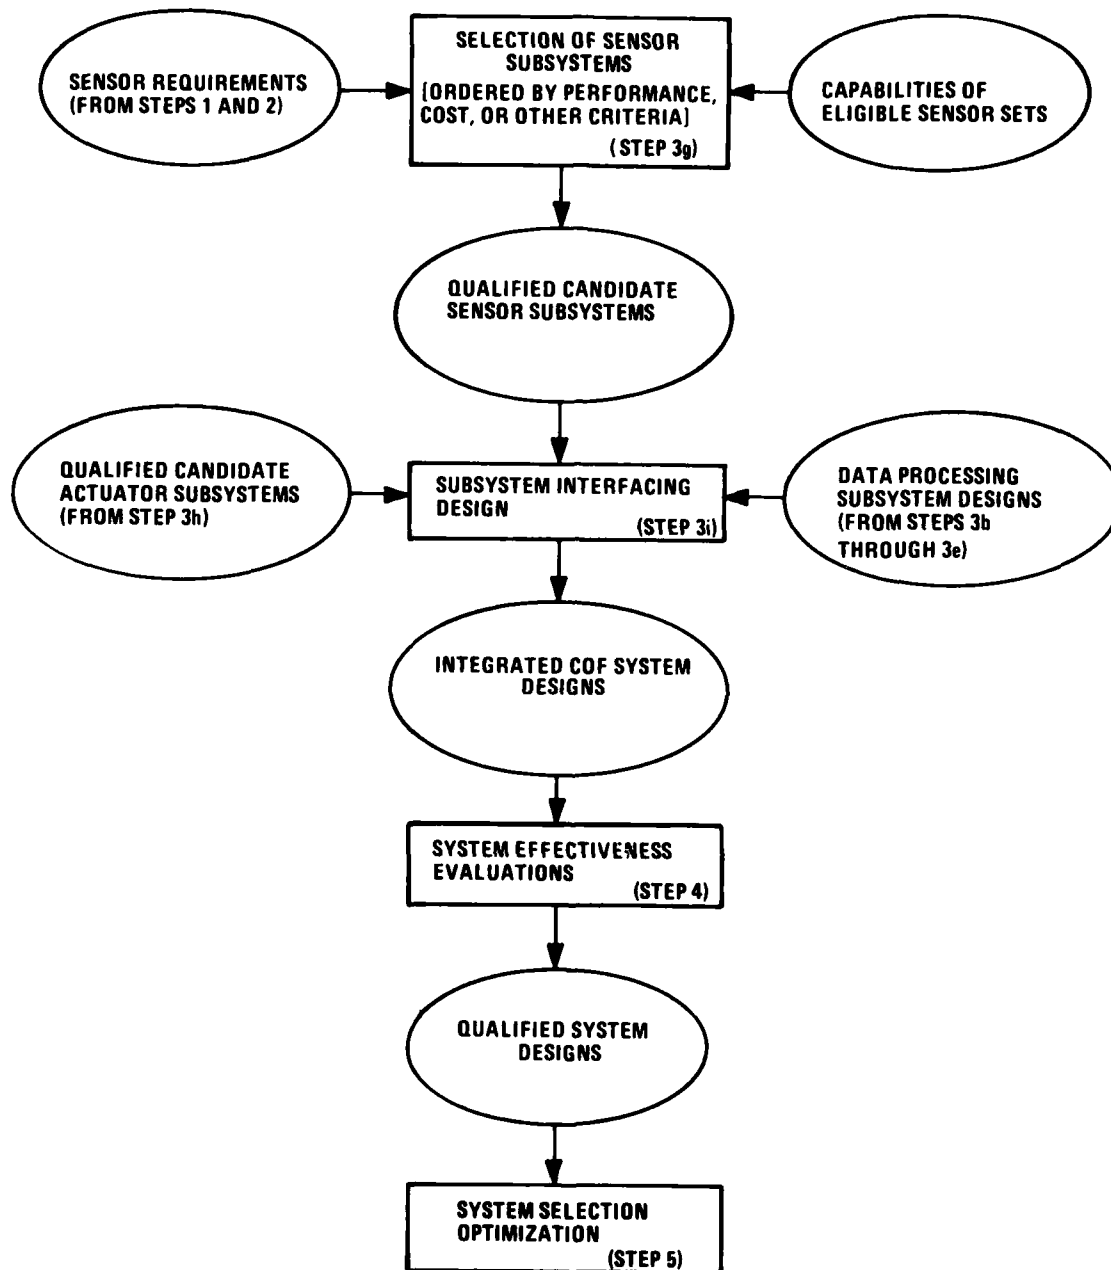 SENSOR REQUIREMENTS
(FROM STEPS 1 AND 2)
SELECTION OF SENSOR
SUBSYSTEMS
[ORDERED BY PERFORMANCE,
COST, OR OTHER CRITERIA]
(STEP 3g)
CAPABILITIES OF
ELIGIBLE SENSOR SETS
QUALIFIED CANDIDATE
SENSOR SUBSYSTEMS
QUALIFIED CANDIDATE
ACTUATOR SUBSYSTEMS
(FROM STEP 3h)
SUBSYSTEM INTERFACING
DESIGN
(STEP 3i)
DATA PROCESSING
SUBSYSTEM DESIGNS
(FROM STEPS 3b
THROUGH 3e)
INTEGRATED COF SYSTEM
DESIGNS
SYSTEM EFFECTIVENESS
EVALUATIONS
(STEP 4)
QUALIFIED SYSTEM
DESIGNS
SYSTEM SELECTION
OPTIMIZATION
(STEP 5)